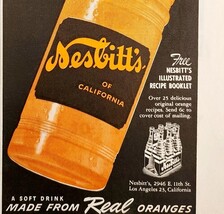 Nesbitt's
OF
CALIFORNIA
Free
NESBITT'S
ILLUSTRATED
RECIPE BOOKLET
Over 25 delicious
original orange
recipes. Send 6c to
cover cost of mailing.
Nesbitt's, 2946 E. 11th St.
Los Angeles 23, California
A SOFT DRINK
MADE FROM Real ORANGES